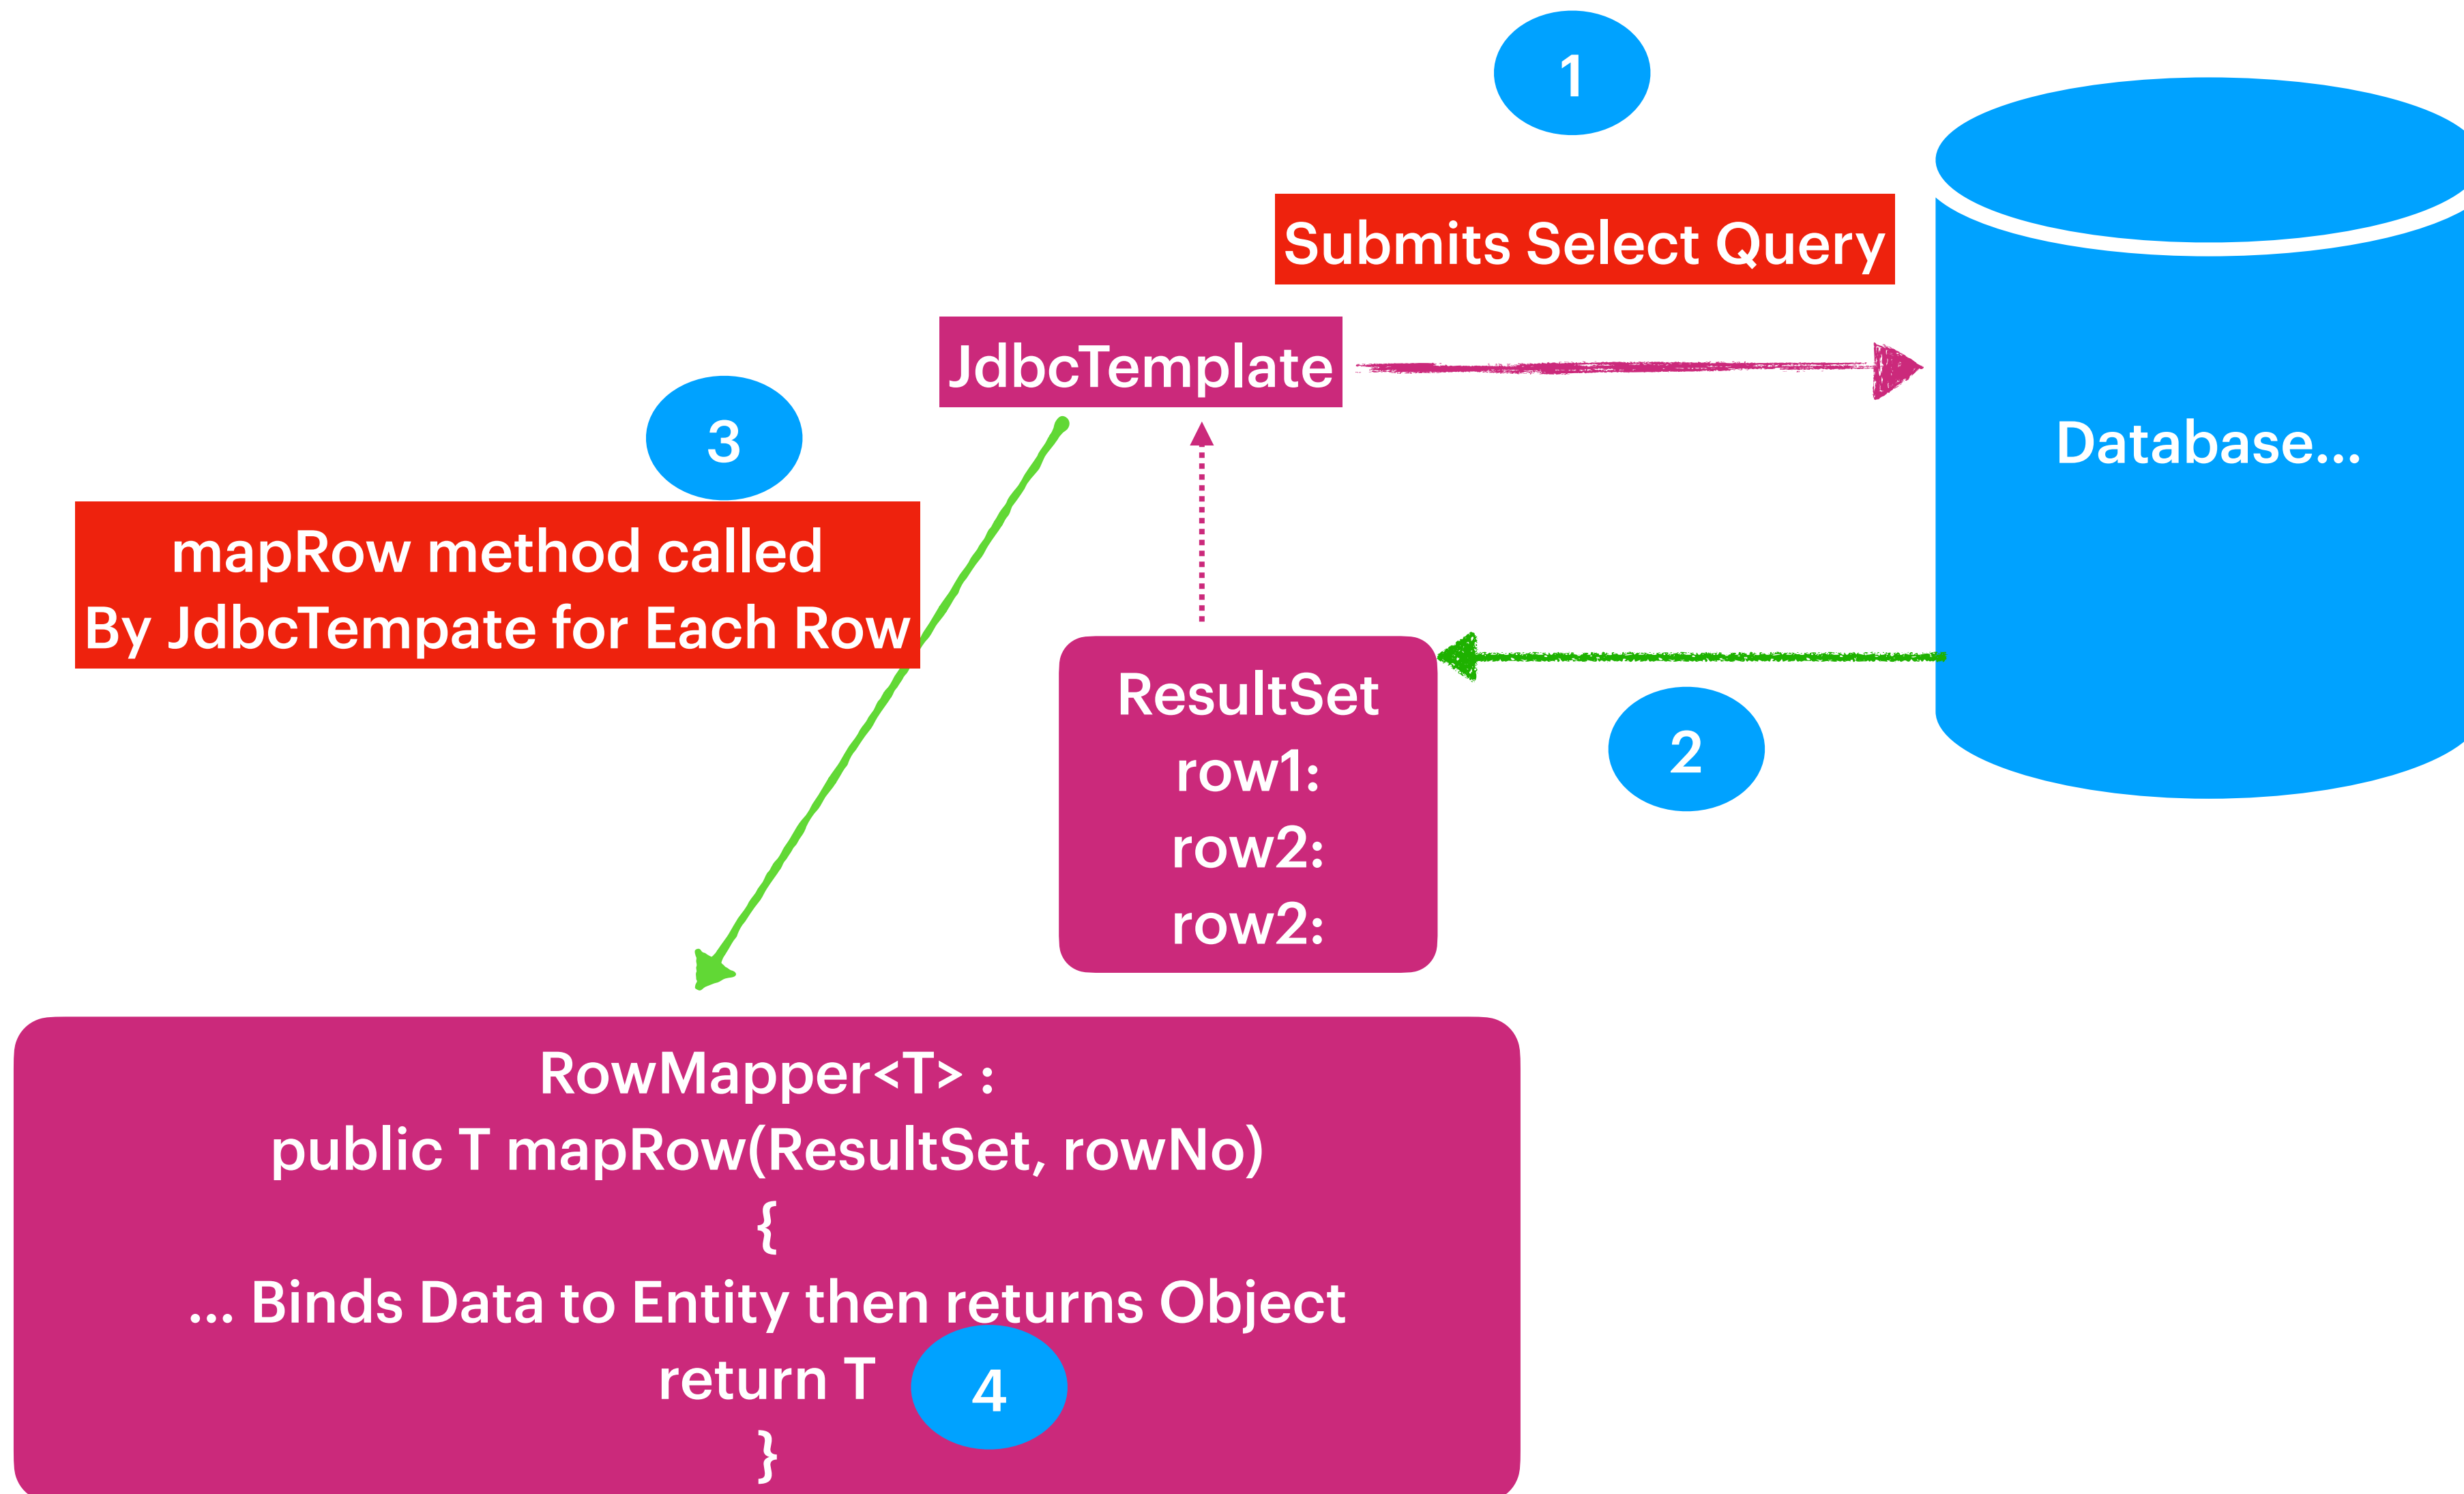 1
Submits Select Query
JdbcTemplate
Database...
3
mapRow method called
By JdbcTempate for Each Row
ResultSet
row1:
row2:
row2:
2
RowMapper<T> :
public T mapRow(ResultSet, rowNo)
{
... Binds Data to Entity then returns Object
return T
4
}